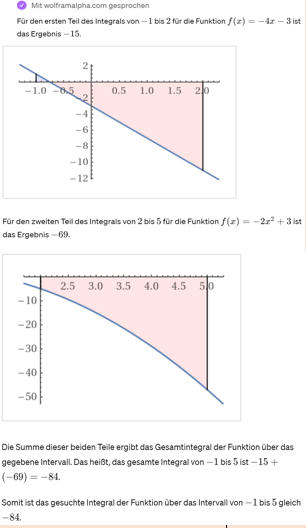 Mit wolframalpha.com gesprochen
Für den ersten Teil des Integrals von −1 bis 2 für die Funktion f(x) = −4x − 3 ist
das Ergebnis −15.
2
−1.0 −0.5 0.5 1.0 1.5 2.0
−2
−4
−6
−8
−10
−12
Für den zweiten Teil des Integrals von 2 bis 5 für die Funktion f(x) = −2x² + 3 ist
das Ergebnis −69.
2.5 3.0 3.5 4.0 4.5 5.0
−10
−20
−30
−40
−50
Die Summe dieser beiden Teile ergibt das Gesamtintegral der Funktion über das
gegebene Intervall. Das heißt, das gesamte Integral von −1 bis 5 ist −15 +
(−69) = −84.
Somit ist das gesuchte Integral der Funktion über das Intervall von −1 bis 5 gleich
−84.